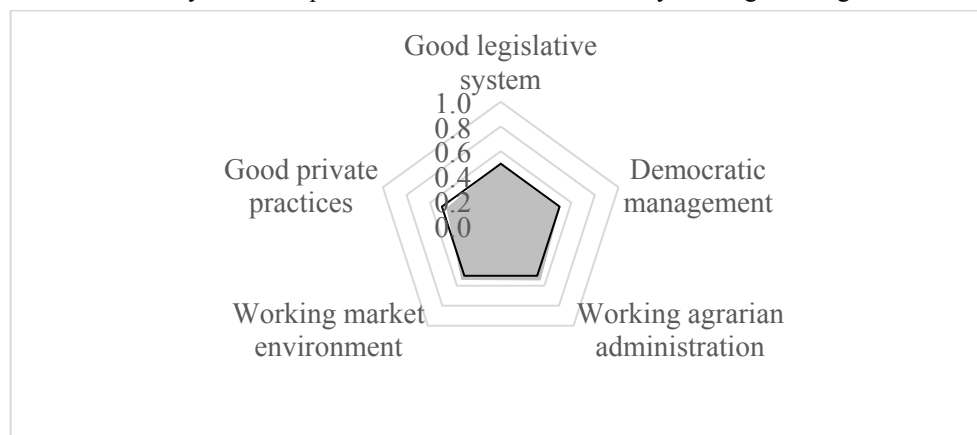 Good legislative
system
1.0
0.8
0.6
0.4
0.2
0.0
Good private
practices
Democratic
management
Working market
environment
Working agrarian
administration